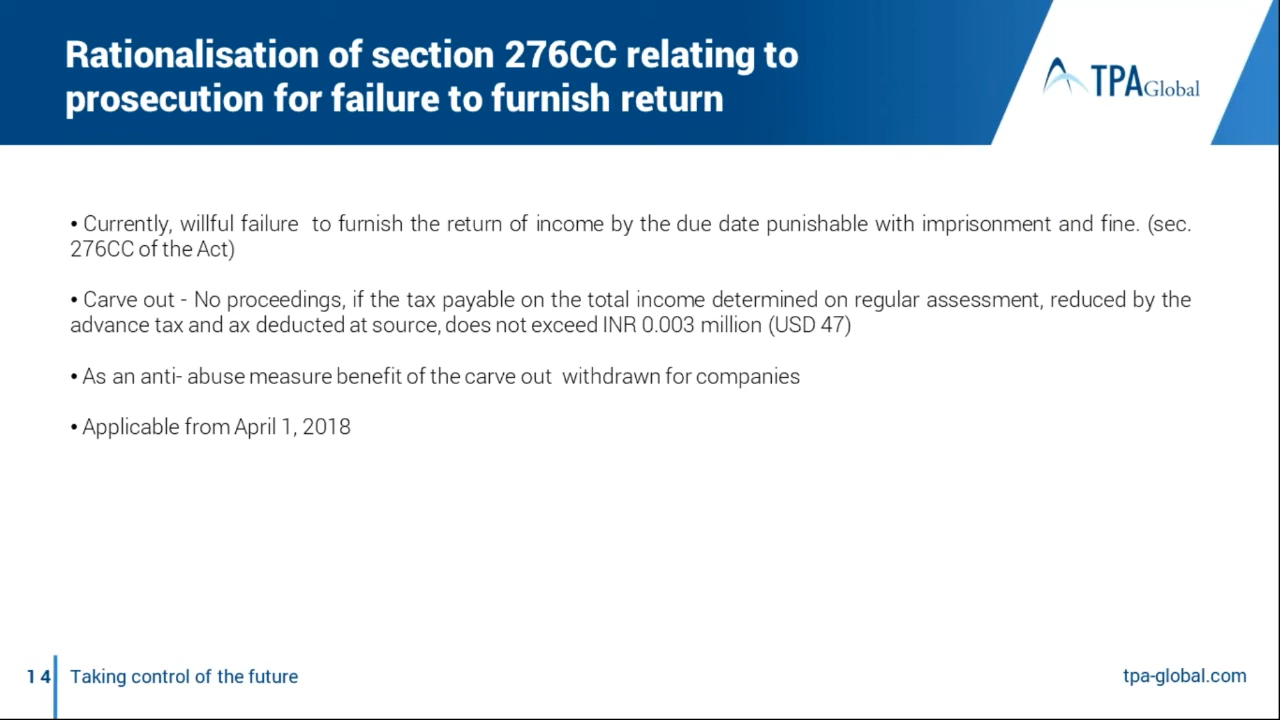 Rationalisation of section 276CC relating to
prosecution for failure to furnish return
TPA Global
• Currently, willful failure to furnish the return of income by the due date punishable with imprisonment and fine. (sec.
276CC of the Act)
• Carve out - No proceedings, if the tax payable on the total income determined on regular assessment, reduced by the
advance tax and ax deducted at source, does not exceed INR 0.003 million (USD 47)
• As an anti- abuse measure benefit of the carve out withdrawn for companies
• Applicable from April 1, 2018
14
Taking control of the future
tpa-global.com